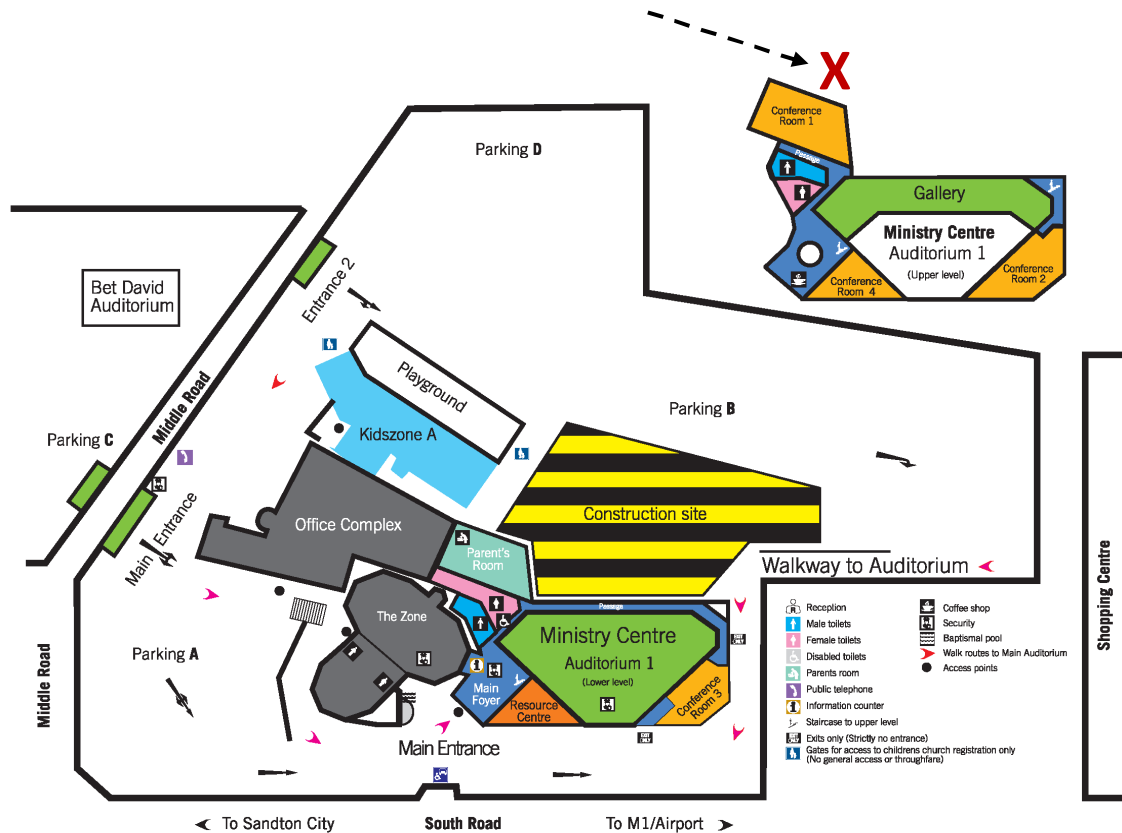 X
Conference
Room 1
Parking D
Passage
Gallery
Ministry Centre
Auditorium 1
(Upper level)
Conference
Room 2
Conference
Room 4
Bet David
Auditorium
Entrance 2
Playground
Middle Road
Parking B
Kidszone A
Parking C
Main Entrance
Office Complex
Construction site
Parent's
Room
Walkway to Auditorium
Shopping Centre
Passage
The Zone
Ministry Centre
Auditorium 1
(Lower level)
EXIT
ONLY
Parking A
Main
Foyer
Resource
Centre
Conference
Room 3
EXIT
ONLY
Middle Road
Main Entrance
Reception
Male toilets
Female toilets
Disabled toilets
Parents room
Public telephone
Information counter
Staircase to upper level
EXIT
ONLY
Exits only (Strictly no entrance)
Gates for access to childrens church registration only
(No general access or throughfare)
Coffee shop
Security
Baptismal pool
Walk routes to Main Auditorium
Access points
To Sandton City
South Road
To M1/Airport